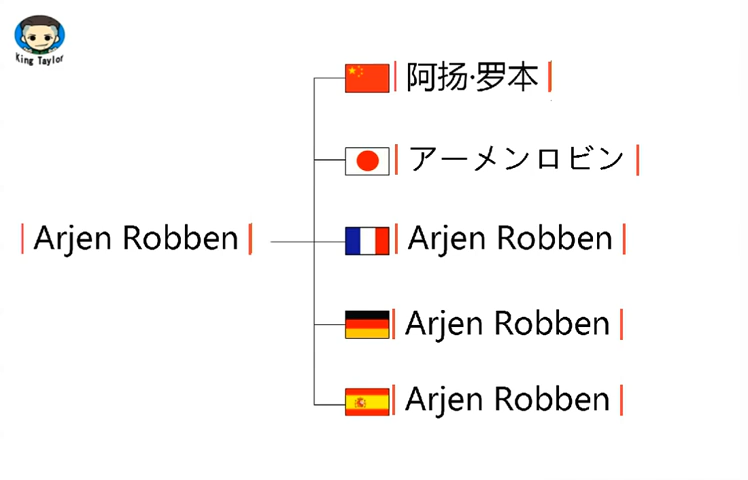 King Taylor
阿扬·罗本
アーメンロビン
Arjen Robben
Arjen Robben
Arjen Robben
Arjen Robben